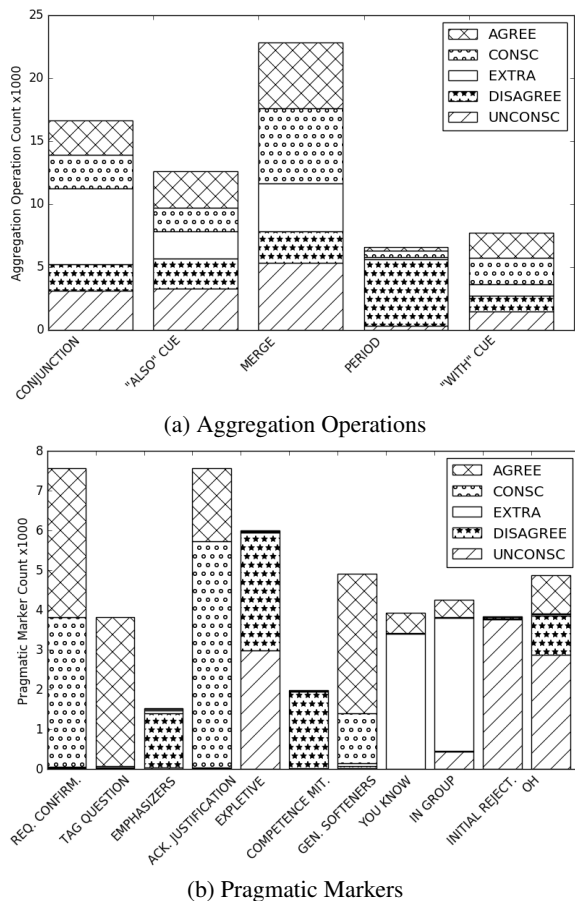 25
20
15
10
5
0
Aggregation Operation Count x1000
AGREE
CONSC
EXTRA
DISAGREE
UNCONSC
CONJUNCTION
"ALSO" CUE
MERGE
PERIOD
"WITH" CUE
(a) Aggregation Operations
8
7
6
5
4
3
2
1
0
Pragmatic Marker Count x1000
AGREE
CONSC
EXTRA
DISAGREE
UNCONSC
REQ. CONFIRM.
TAG QUESTION
EMPHASIZERS
ACK. JUSTIFICATION
EXPLETIVE
COMPETENCE MIT.
GEN. SOFTENERS
YOU KNOW
IN GROUP
INITIAL REJECT.
OH
(b) Pragmatic Markers